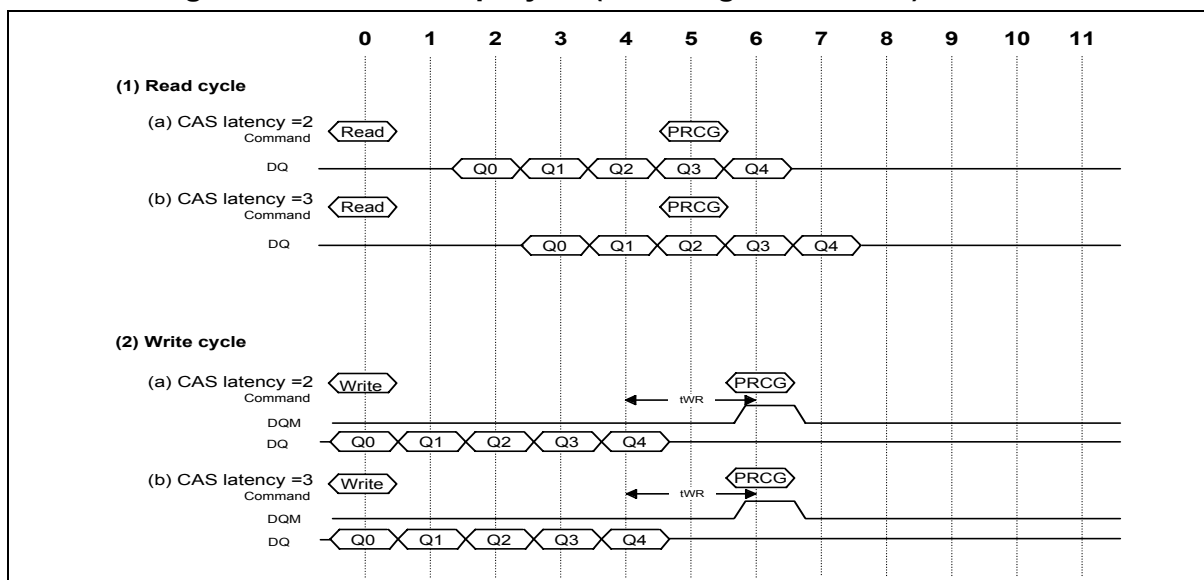 0 1 2 3 4 5 6 7 8 9 10 11
(1) Read cycle
(a) CAS latency =2
Command
Read PRCG
DQ Q0 Q1 Q2 Q3 Q4
(b) CAS latency =3
Command
Read PRCG
DQ Q0 Q1 Q2 Q3 Q4
(2) Write cycle
(a) CAS latency =2
Command
Write tWR PRCG
DQM
DQ Q0 Q1 Q2 Q3 Q4
(b) CAS latency =3
Command
Write tWR PRCG
DQM
DQ Q0 Q1 Q2 Q3 Q4